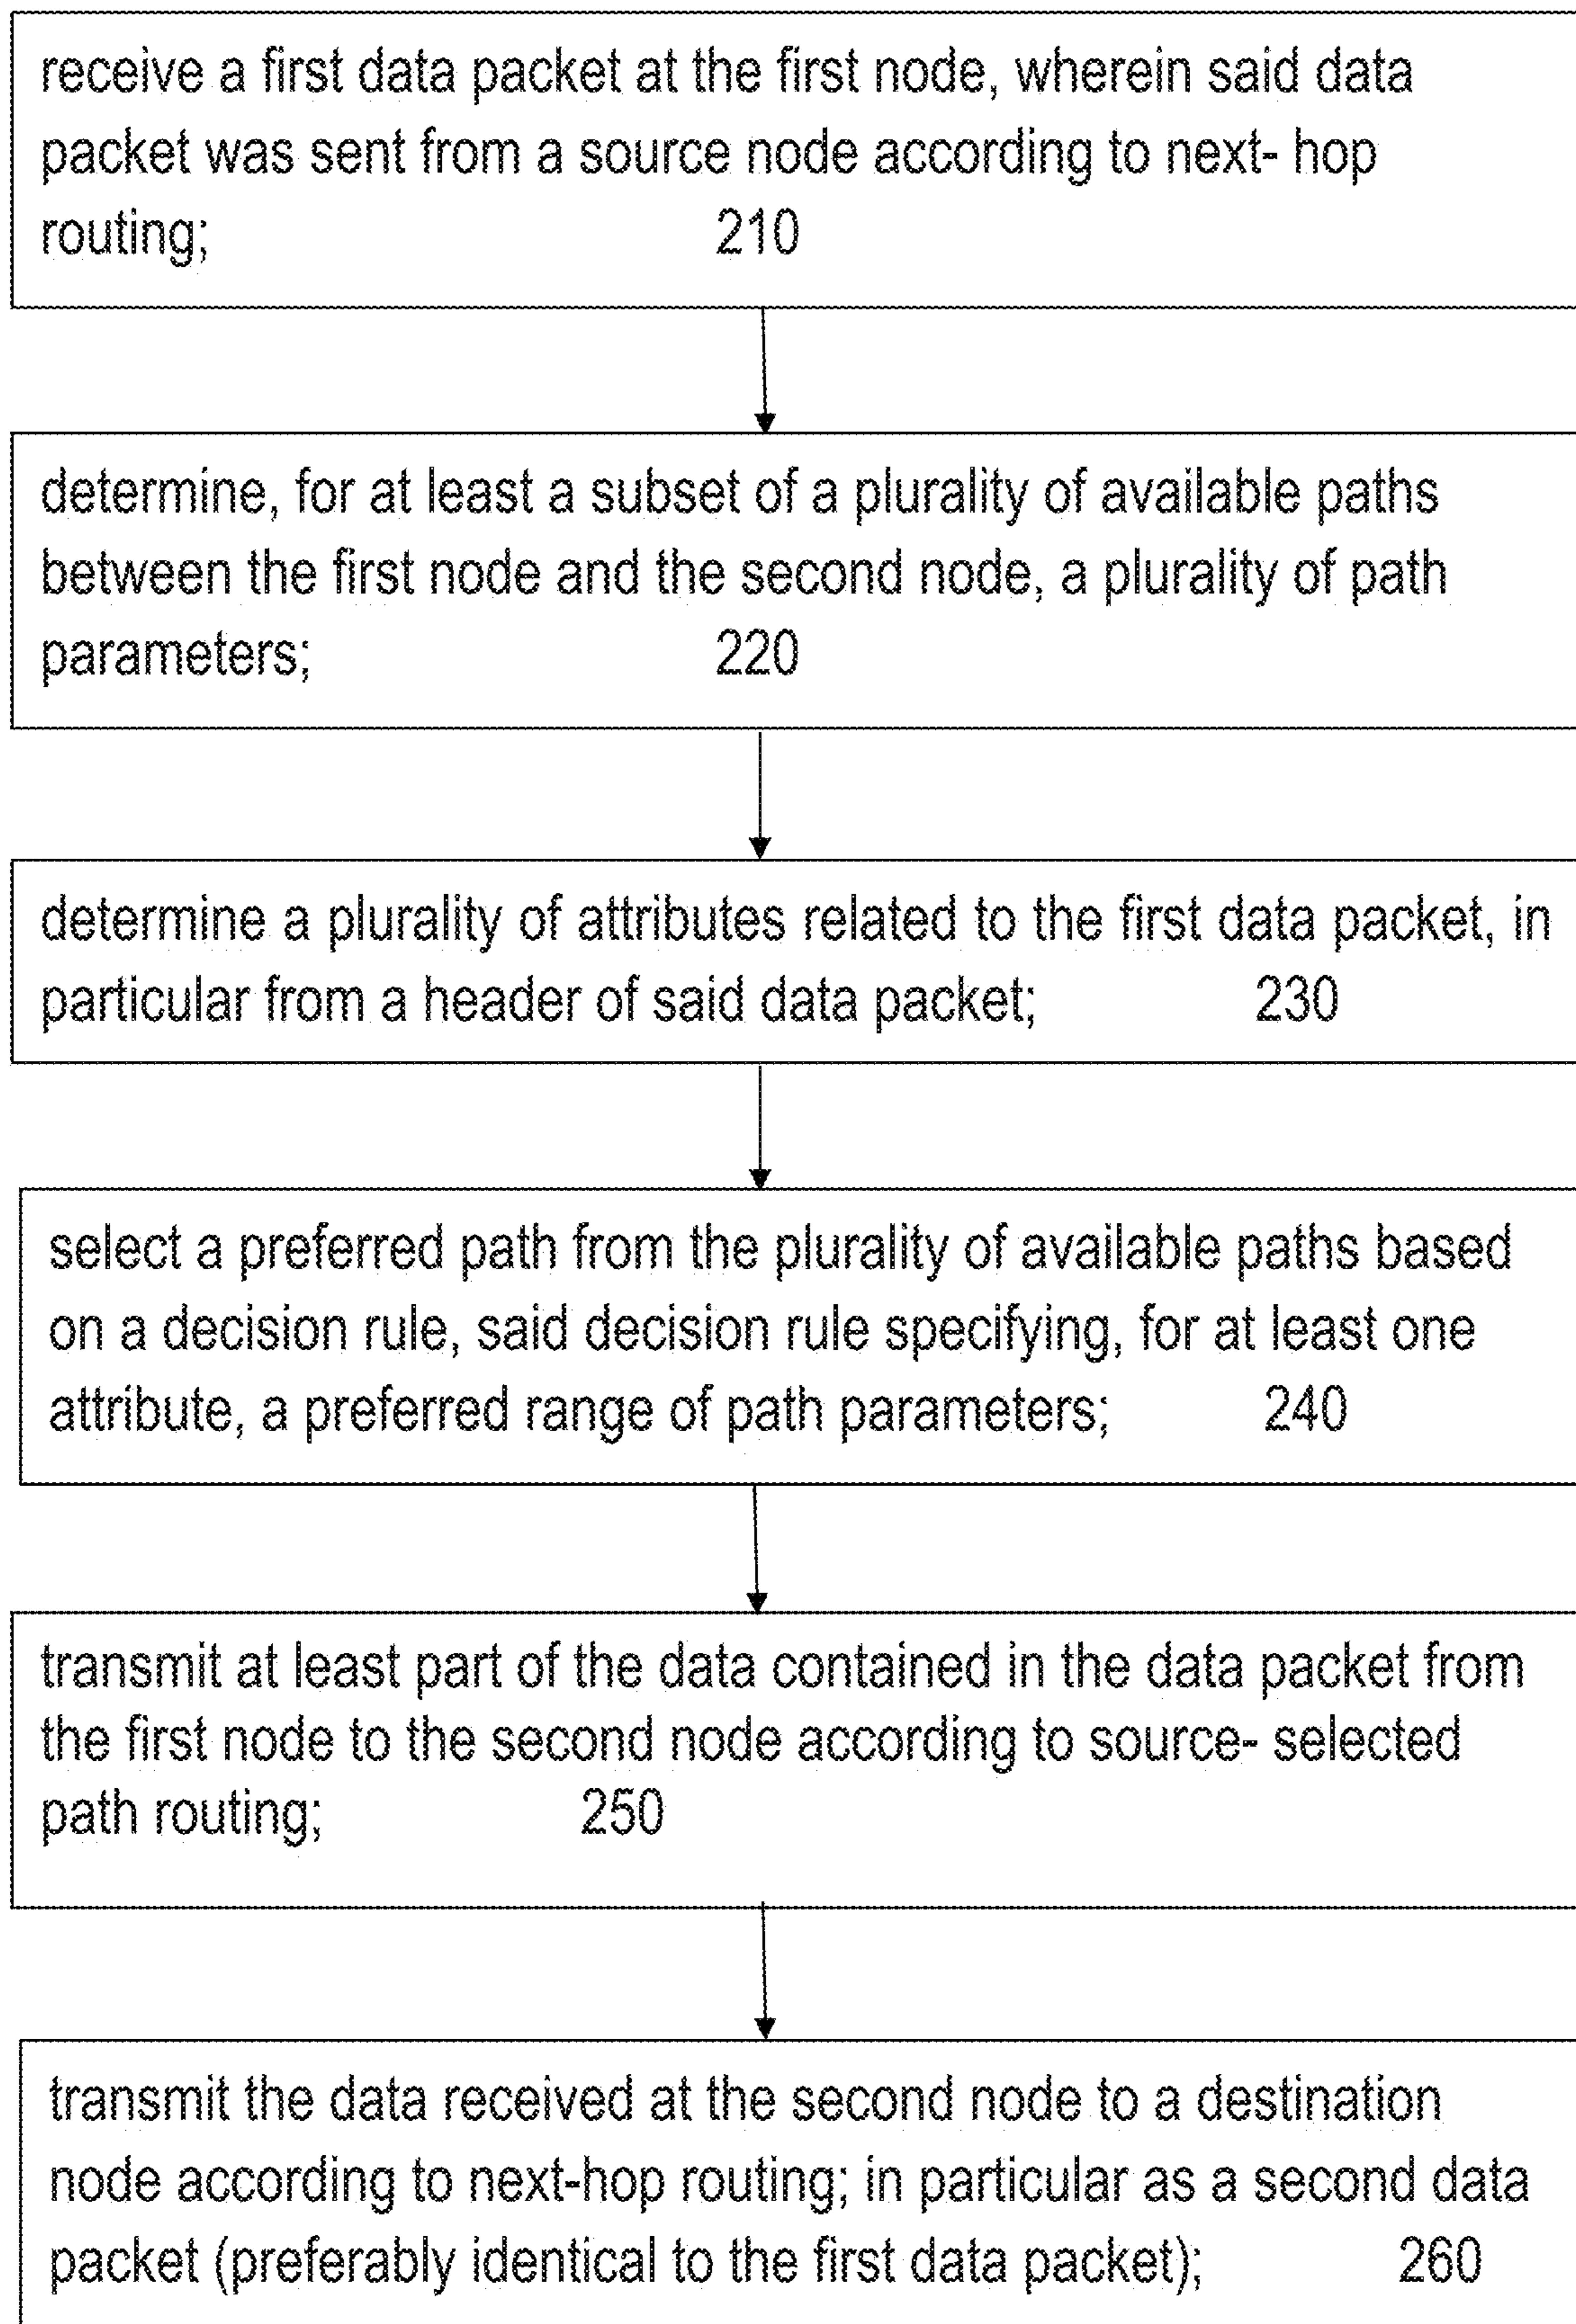 receive a first data packet at the first node, wherein said data
packet was sent from a source node according to next- hop
routing; 210
determine, for at least a subset of a plurality of available paths
between the first node and the second node, a plurality of path
parameters; 220
determine a plurality of attributes related to the first data packet, in
particular from a header of said data packet; 230
select a preferred path from the plurality of available paths based
on a decision rule, said decision rule specifying, for at least one
attribute, a preferred range of path parameters; 240
transmit at least part of the data contained in the data packet from
the first node to the second node according to source- selected
path routing; 250
transmit the data received at the second node to a destination
node according to next-hop routing; in particular as a second data
packet (preferably identical to the first data packet); 260